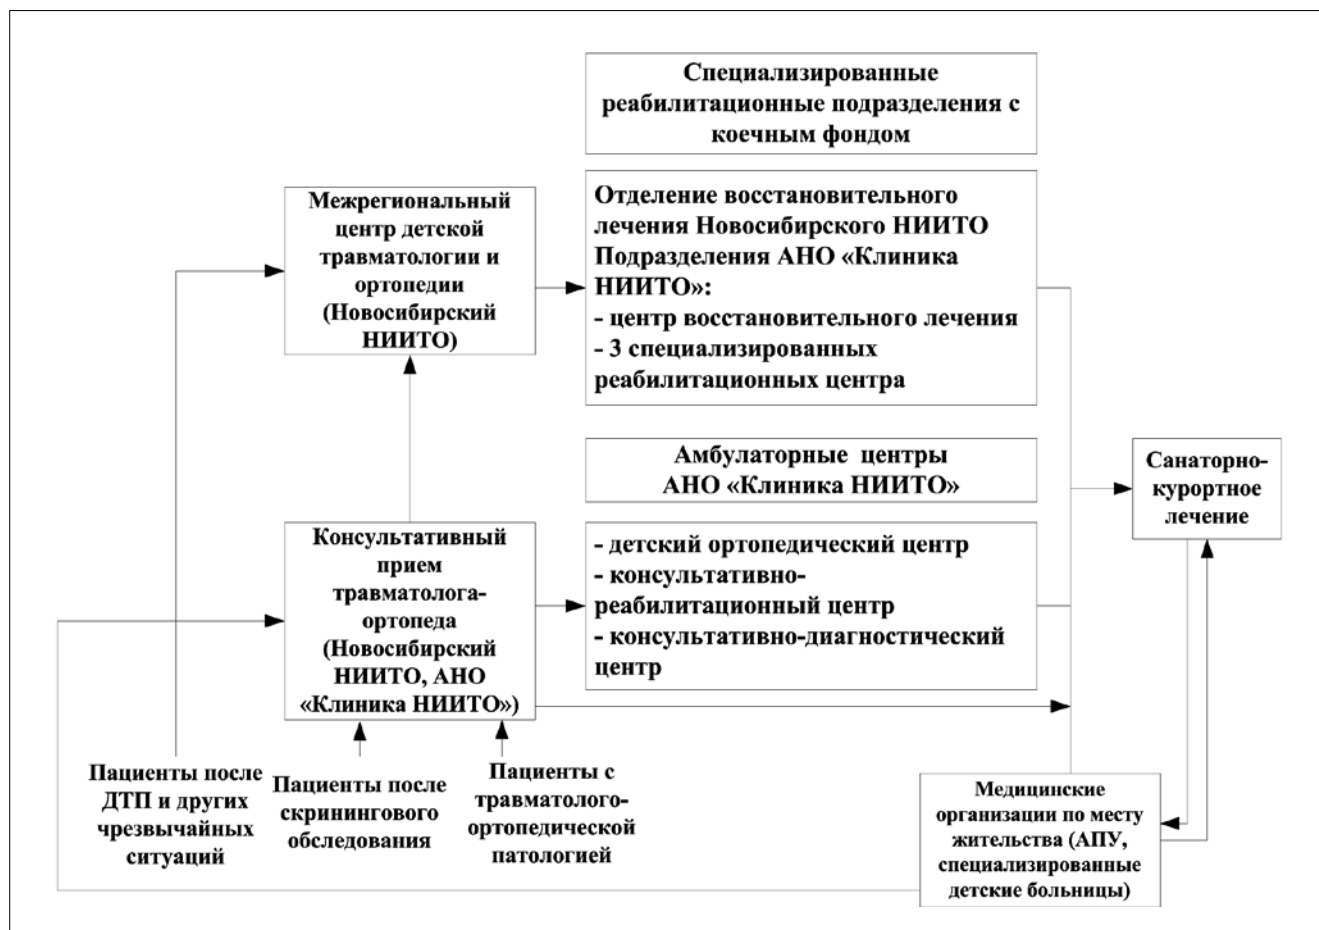 Специализированные
реабилитационные подразделения с
коечным фондом
Межрегиональный
центр детской
травматологии и
ортопедии
(Новосибирский
НИИТО)
Отделение восстановительного
лечения Новосибирского НИИТО
Подразделения АНО «Клиника
НИИТО»:
- центр восстановительного лечения
- 3 специализированных
реабилитационных центра
Амбулаторные центры
АНО «Клиника НИИТО»
Санаторно-
курортное
лечение
Консультативный
прием
травматолога-
ортопеда
(Новосибирский
НИИТО, АНО
«Клиника НИИТО»)
- детский ортопедический центр
- консультативно-
реабилитационный центр
- консультативно-диагностический
центр
Пациенты после
ДТП и других
чрезвычайных
ситуаций
Пациенты после
скринингового
обследования
Пациенты с
травматолого-
ортопедической
патологией
Медицинские
организации по месту
жительства (АПУ,
специализированные
детские больницы)